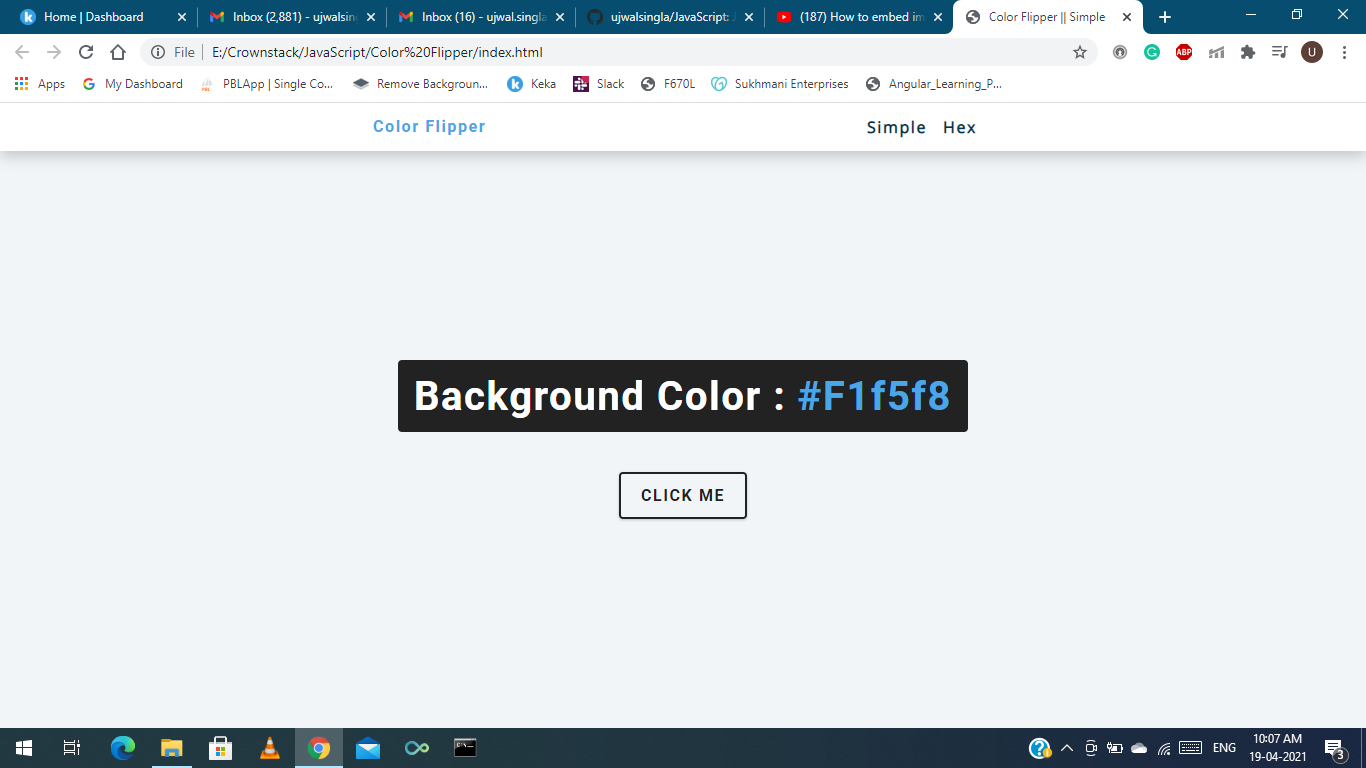 Home | Dashboard
Inbox (2,881) - ujwalsin
Inbox (16) - ujwal.singla
ujwalsingla/JavaScript:
(187) How to embed im
Color Flipper || Simple
File
E:/Crownstack/JavaScript/Color%20Flipper/index.html
ABP
U
Apps
My Dashboard
PBLApp | Single Co...
Remove Backgroun...
Keka
Slack
F670L
Sukhmani Enterprises
Angular_Learning_P...
Color Flipper
Simple
Hex
Background Color : #F1f5f8
CLICK ME
ENG
10:07 AM
19-04-2021
3